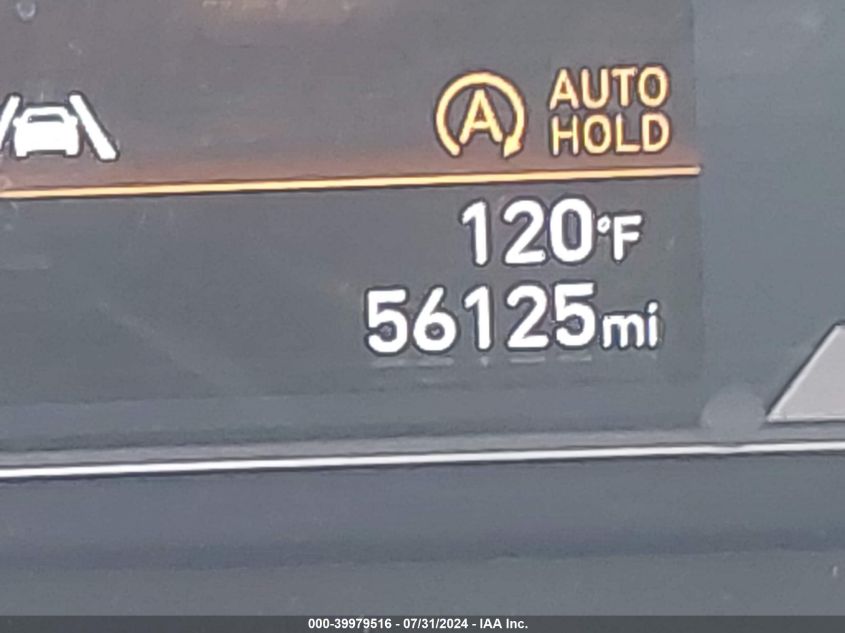 A AUTO
HOLD
120°F
56125mi
000-39979516 - 07/31/2024 - IAA Inc.